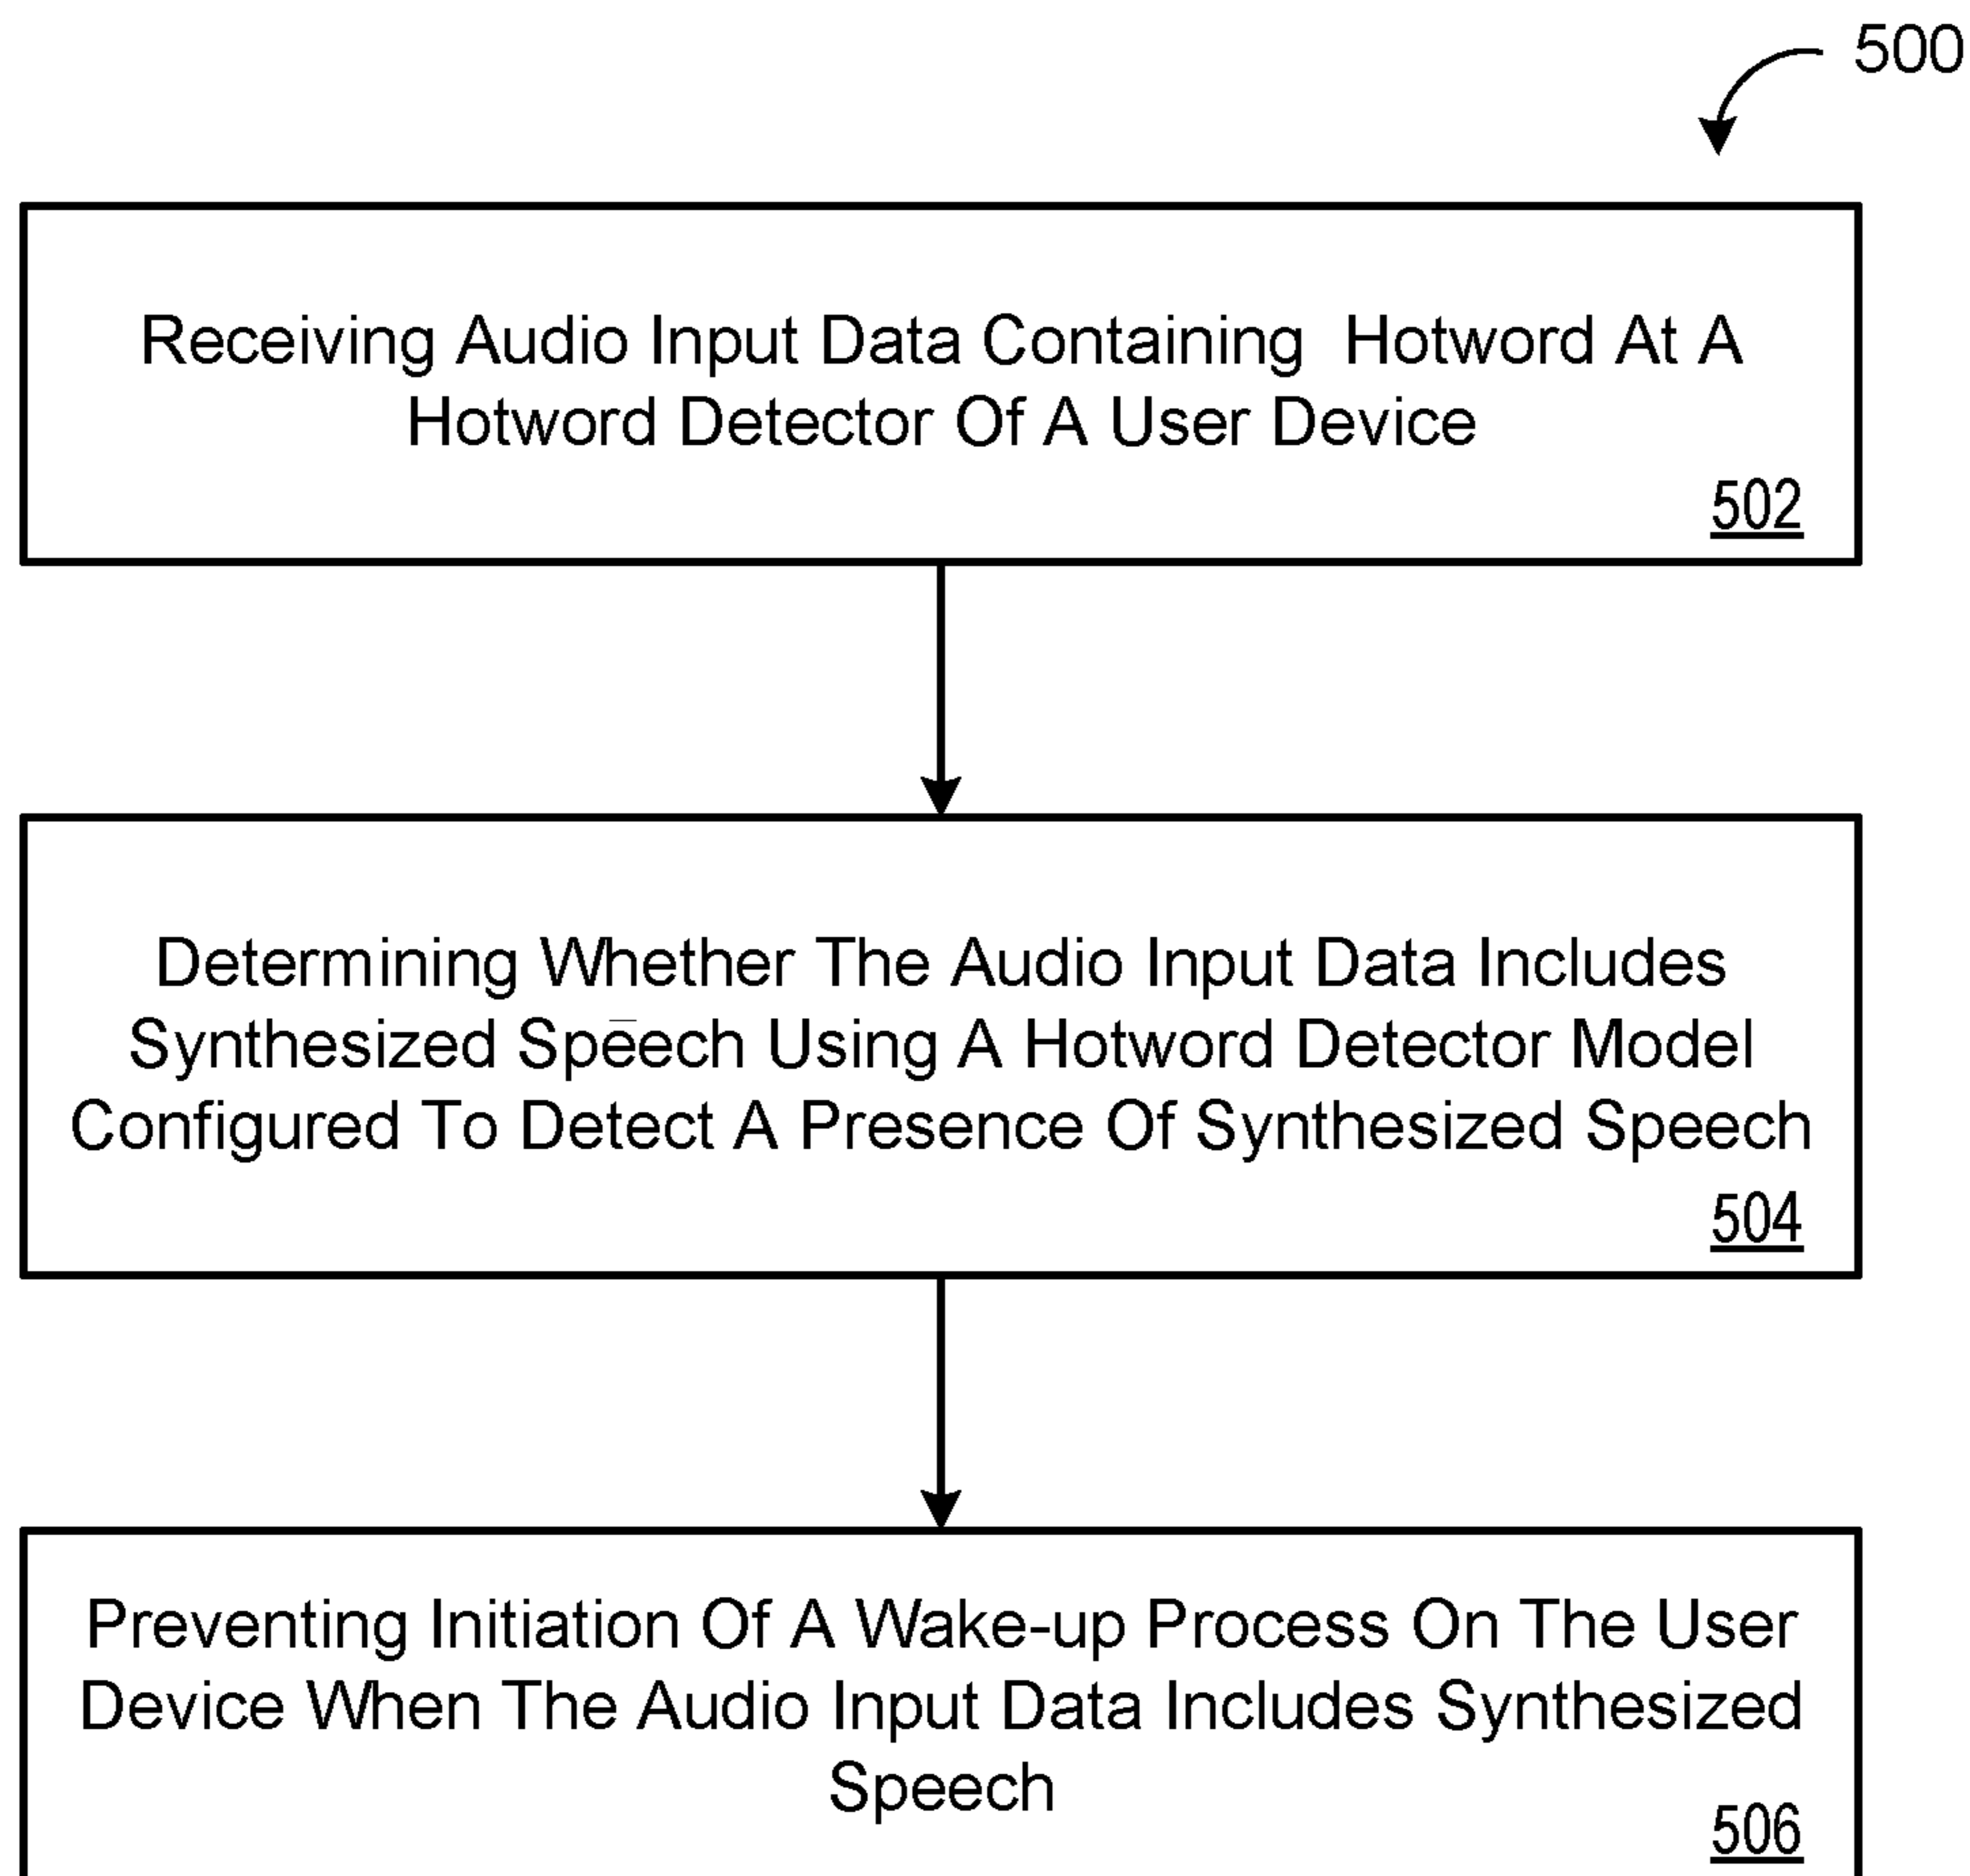 500
Receiving Audio Input Data Containing Hotword At A
Hotword Detector Of A User Device
502
Determining Whether The Audio Input Data Includes
Synthesized Speech Using A Hotword Detector Model
Configured To Detect A Presence Of Synthesized Speech
504
Preventing Initiation Of A Wake-up Process On The User
Device When The Audio Input Data Includes Synthesized
Speech
506